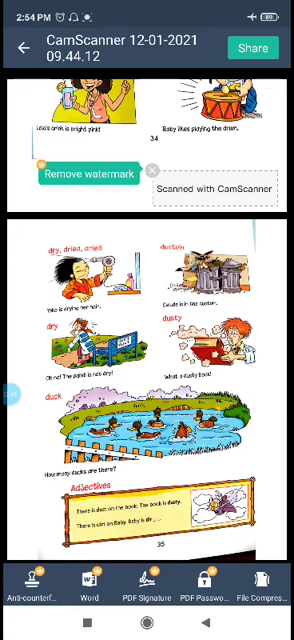 2:54 PM
89
CamScanner 12-01-2021
09.44.12
Share
Lola's drink is bright pink!
Baby likes playing the drum.
34
Remove watermark
Scanned with CamScanner
dry, dried, dried
dustbin
Yoko is drying her hair.
Claude is in the dustbin.
dry
dusty
Oh no! The paint is not dry!
What a dusty book!
duck
How many ducks are there?
Adjectives
There is dust on the book. The book is dusty.
There is dirt on Baby. Baby is dir_ _.
35
Anti-counterf...
Word
PDF Signature
PDF Passwo...
File Compres...